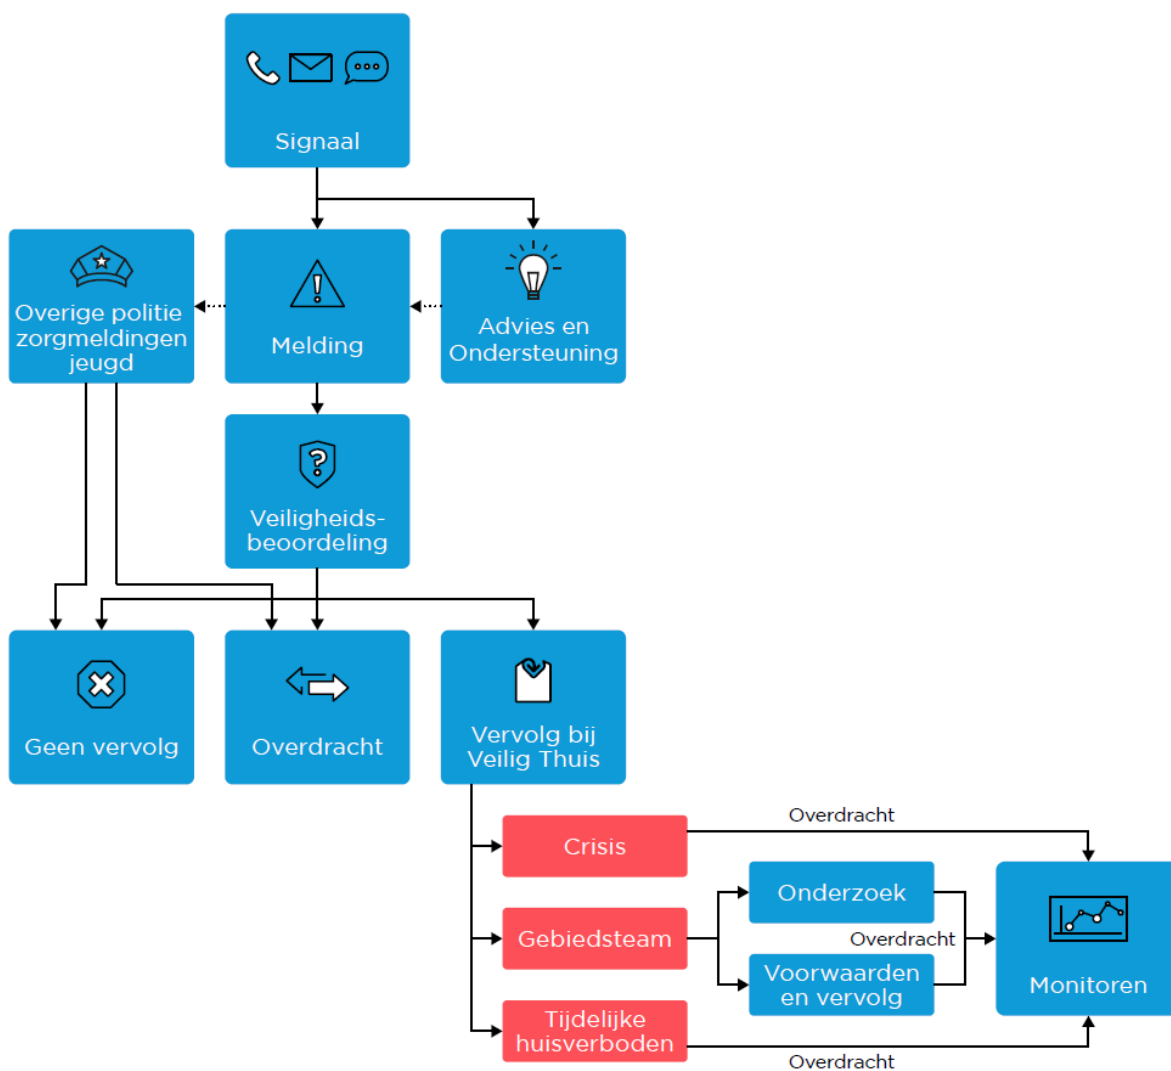 Signaal
Overige politie
zorgmeldingen
jeugd
Melding
Advies en
Ondersteuning
Veiligheids-
beoordeling
Geen vervolg
Overdracht
Vervolg bij
Veilig Thuis
Overdracht
Crisis
Onderzoek
Gebiedsteam
Overdracht
Voorwaarden
en vervolg
Monitoren
Tijdelijke
huisverboden
Overdracht